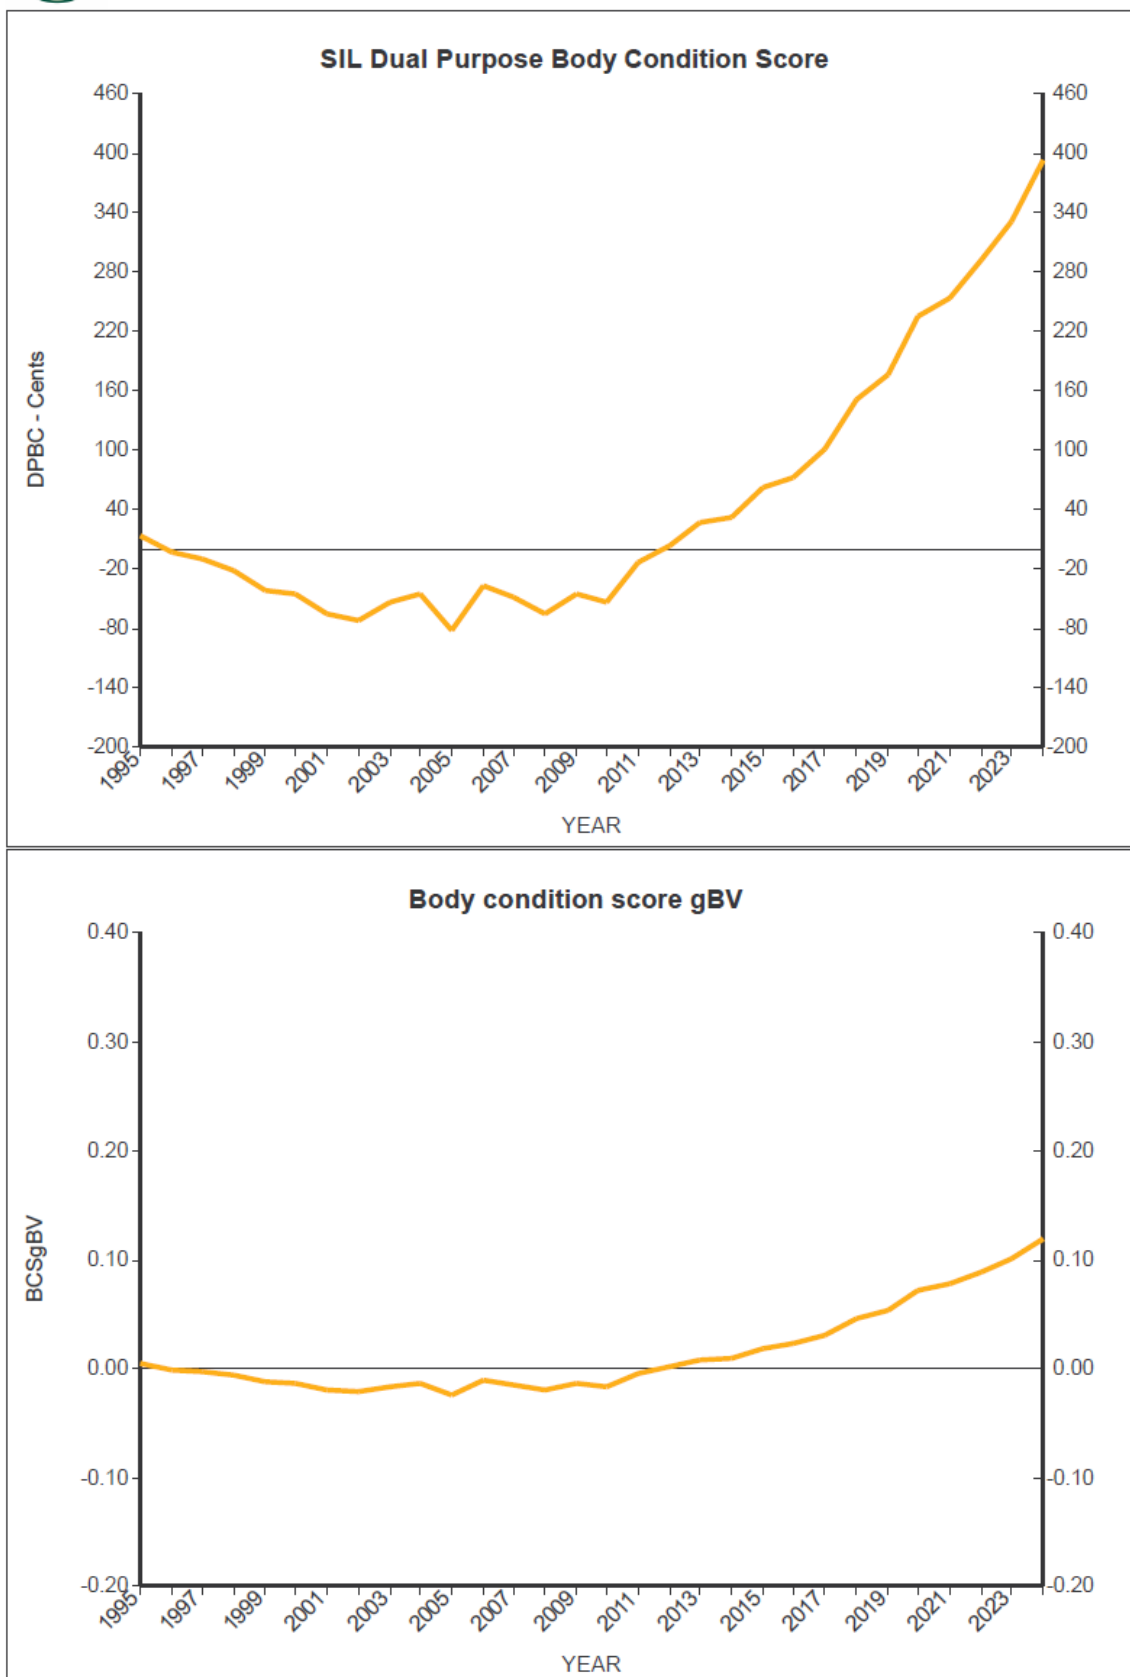 SIL Dual Purpose Body Condition Score
460 460
400 400
340 340
280 280
220 220
160 160
100 100
40 40
-20 -20
-80 -80
-140 -140
-200 -200
DPBC - Cents
1995 1997 1999 2001 2003 2005 2007 2009 2011 2013 2015 2017 2019 2021 2023
YEAR
Body condition score gBV
0.40 0.40
0.30 0.30
0.20 0.20
0.10 0.10
0.00 0.00
-0.10 -0.10
-0.20 -0.20
BCSgBV
1995 1997 1999 2001 2003 2005 2007 2009 2011 2013 2015 2017 2019 2021 2023
YEAR